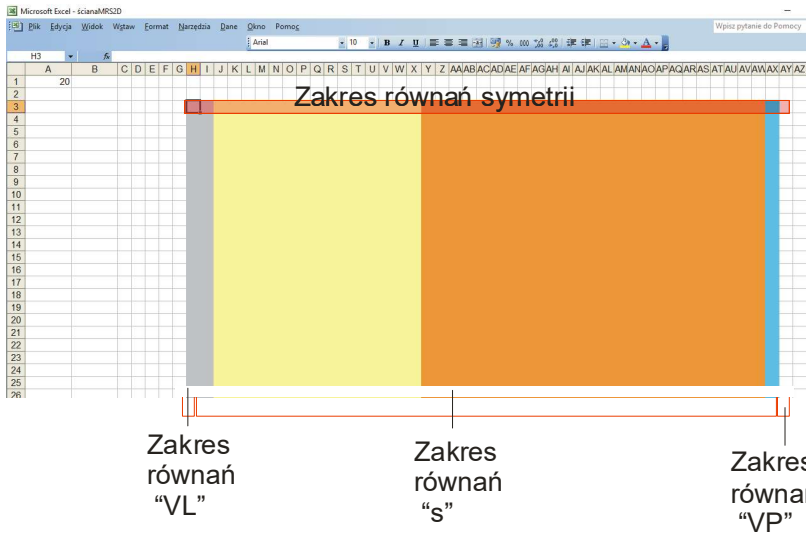 Microsoft Excel - ścianaMRS2D
Plik Edycja Widok Wstaw Format Narzędzia Dane Okno Pomoc
Wpisz pytanie do Pomocy
Arial 10 B I U % 000
H3 fx
A B C D E F G H I J K L M N O P Q R S T U V W X Y Z AA AB AC AD AE AF AG AH AI AJ AK AL AM AN AO AP AQ AR AS AT AU AV AW AX AY AZ
1 20
2
Zakres równań symetrii
3
4
5
6
7
8
9
10
11
12
13
14
15
16
17
18
19
20
21
22
23
24
25
26
Zakres
równań
“VL”
Zakres
równań
“s”
Zakres
równań
“VP”